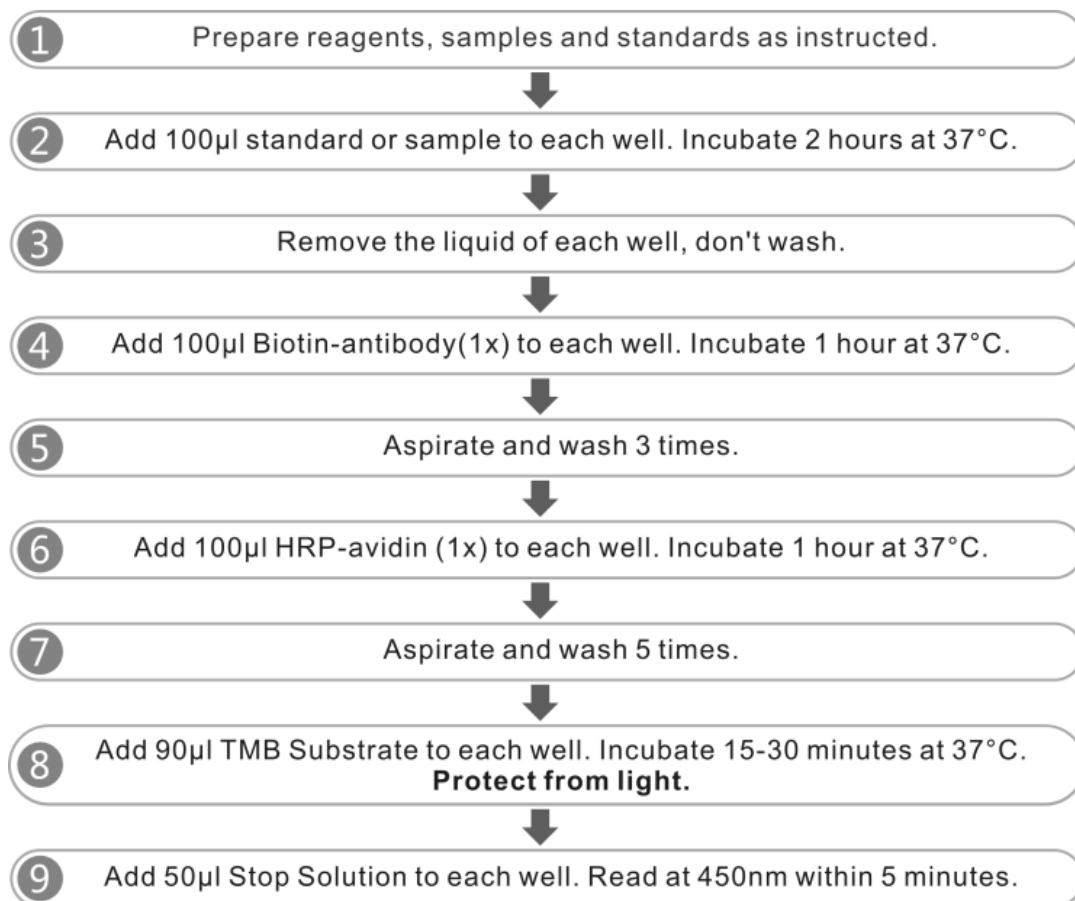 1 Prepare reagents, samples and standards as instructed.
2 Add 100µl standard or sample to each well. Incubate 2 hours at 37°C.
3 Remove the liquid of each well, don't wash.
4 Add 100µl Biotin-antibody(1x) to each well. Incubate 1 hour at 37°C.
5 Aspirate and wash 3 times.
6 Add 100µl HRP-avidin (1x) to each well. Incubate 1 hour at 37°C.
7 Aspirate and wash 5 times.
8 Add 90µl TMB Substrate to each well. Incubate 15-30 minutes at 37°C.
Protect from light.
9 Add 50µl Stop Solution to each well. Read at 450nm within 5 minutes.